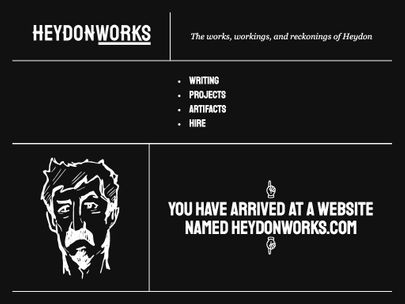 HEYDONWORKS
The works, workings, and reckonings of Heydon
WRITING
PROJECTS
ARTIFACTS
HIRE
YOU HAVE ARRIVED AT A WEBSITE
NAMED HEYDONWORKS.COM